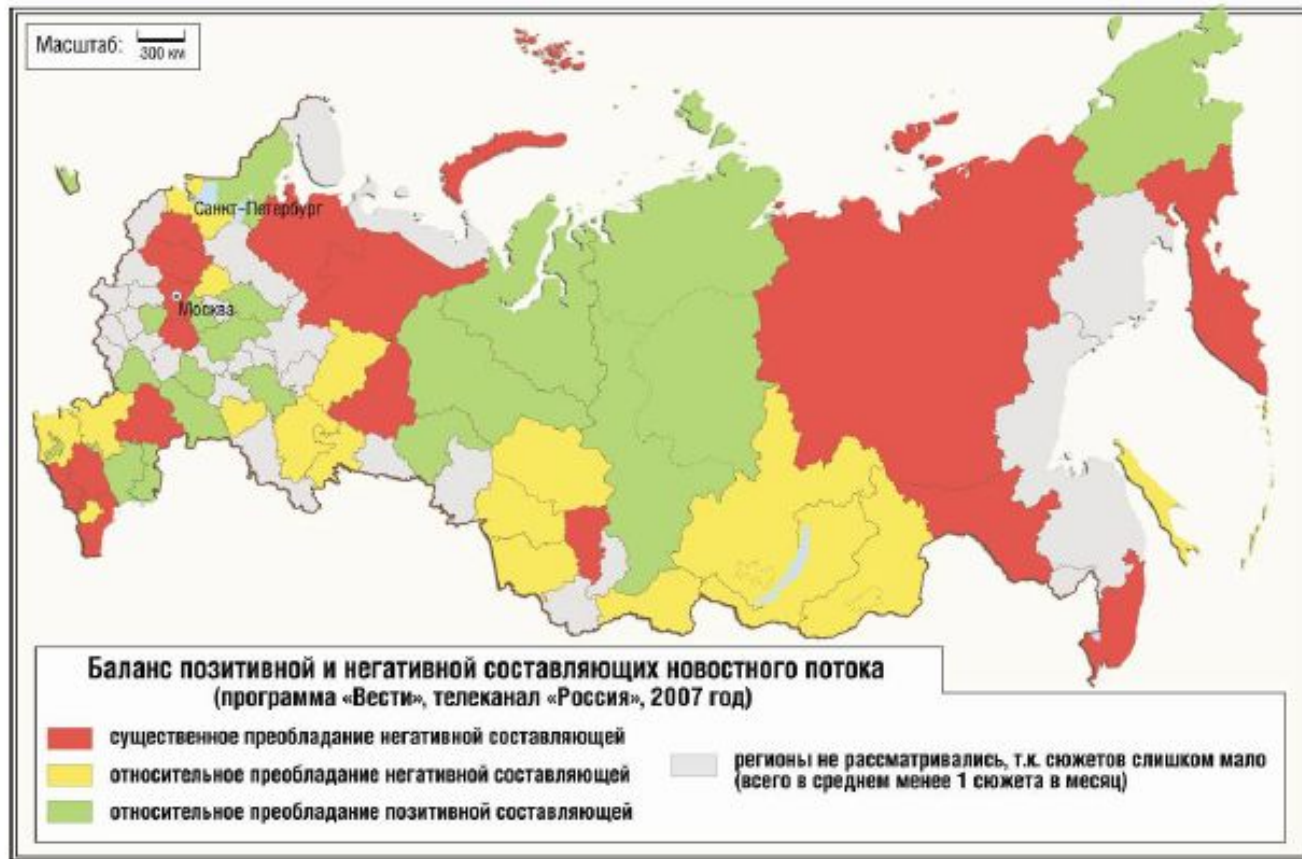 Масштаб:
300 км
Санкт-Петербург
Москва
Баланс позитивной и негативной составляющих новостного потока
(программа «Вести», телеканал «Россия», 2007 год)
существенное преобладание негативной составляющей
относительное преобладание негативной составляющей
относительное преобладание позитивной составляющей
регионы не рассматривались, т.к. сюжетов слишком мало
(всего в среднем менее 1 сюжета в месяц)